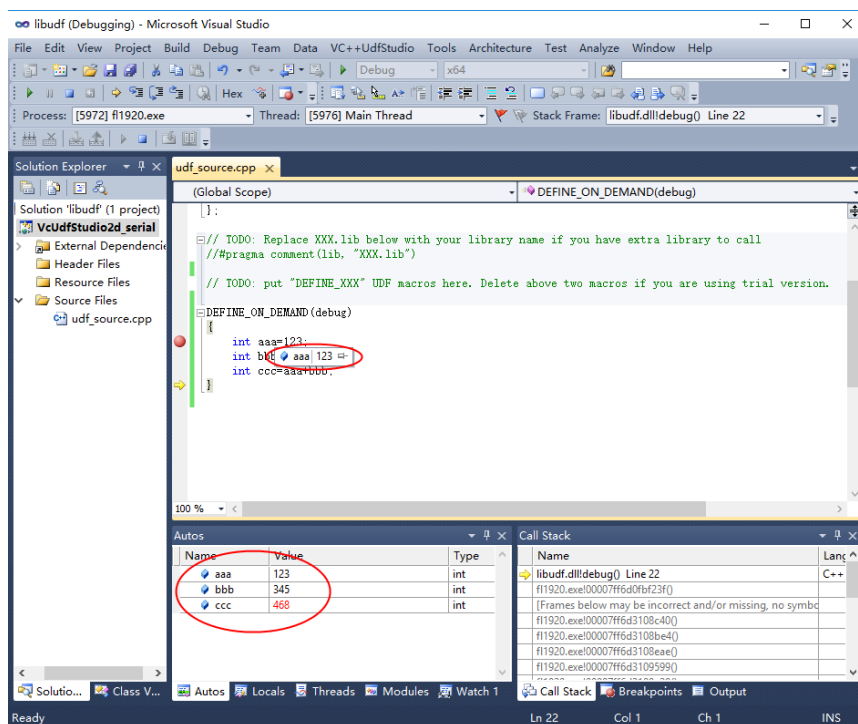 libudf (Debugging) - Microsoft Visual Studio
File Edit View Project Build Debug Team Data VC++UdfStudio Tools Architecture Test Analyze Window Help
Debug x64
Hex
Process: [5972] fl1920.exe Thread: [5976] Main Thread Stack Frame: libudf.dll!debug() Line 22
Solution Explorer
udf_source.cpp
(Global Scope) DEFINE_ON_DEMAND(debug)
Solution 'libudf' (1 project)
VcUdfStudio2d_serial
External Dependencie
Header Files
Resource Files
Source Files
udf_source.cpp
};
// TODO: Replace XXX.lib below with your library name if you have extra library to call
//#pragma comment(lib, "XXX.lib")
// TODO: put "DEFINE_XXX" UDF macros here. Delete above two macros if you are using trial version.
DEFINE_ON_DEMAND(debug)
{
int aaa=123;
int bbb aaa 123
int ccc=aaa+bbb;
}
100 %
Autos
Name Value Type
aaa 123 int
bbb 345 int
ccc 468 int
Call Stack
Name Lang
libudf.dll!debug() Line 22 C++
fl1920.exe!00007ff6d0fbf23f()
[Frames below may be incorrect and/or missing, no symbo
fl1920.exe!00007ff6d3108c40()
fl1920.exe!00007ff6d3108be4()
fl1920.exe!00007ff6d3108eae()
fl1920.exe!00007ff6d3109599()
Solutio... Class V... Autos Locals Threads Modules Watch 1 Call Stack Breakpoints Output
Ready Ln 22 Col 1 Ch 1 INS